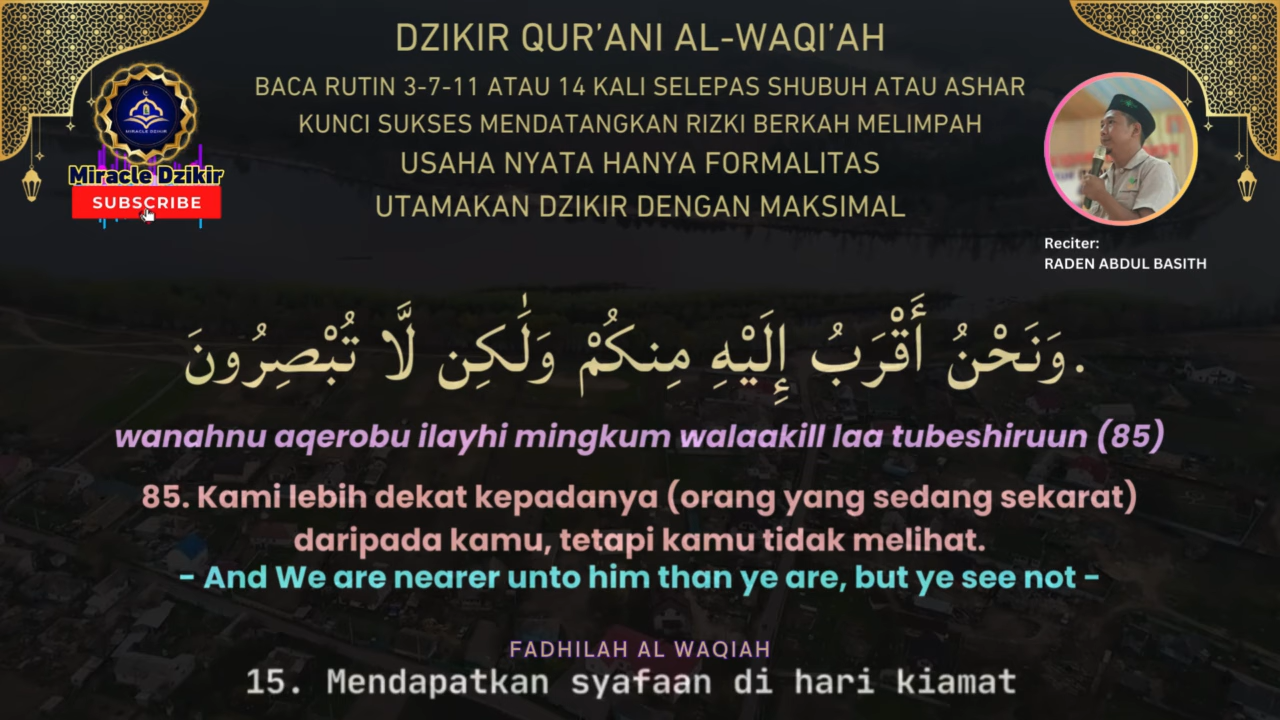 DZIKIR QUR'ANI AL-WAQI'AH
BACA RUTIN 3-7-11 ATAU 14 KALI SELEPAS SHUBUH ATAU ASHAR
KUNCI SUKSES MENDATANGKAN RIZKI BERKAH MELIMPAH
USAHA NYATA HANYA FORMALITAS
UTAMAKAN DZIKIR DENGAN MAKSIMAL
MIRACLE DZIKIR
Miracle Dzikir
SUBSCRIBE
Reciter:
RADEN ABDUL BASITH
وَنَحْنُ أَقْرَبُ إِلَيْهِ مِنكُمْ وَلَٰكِن لَّا تُبْصِرُونَ.
wanahnu aqerobu ilayhi mingkum walaakill laa tubeshiruun (85)
85. Kami lebih dekat kepadanya (orang yang sedang sekarat)
daripada kamu, tetapi kamu tidak melihat.
- And We are nearer unto him than ye are, but ye see not -
FADHILAH AL WAQIAH
15. Mendapatkan syafaan di hari kiamat